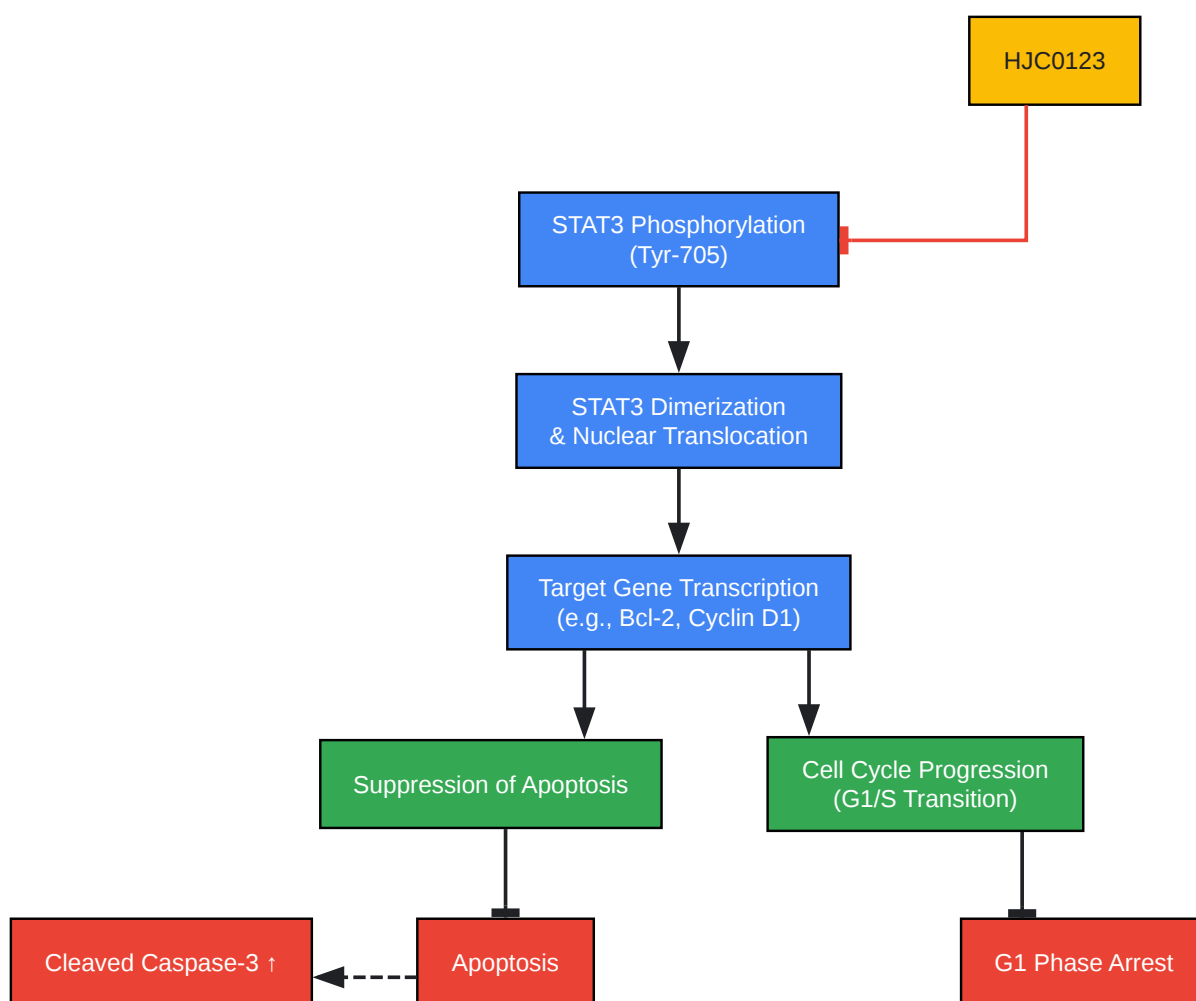 HJC0123
STAT3 Phosphorylation
(Tyr-705)
STAT3 Dimerization
& Nuclear Translocation
Target Gene Transcription
(e.g., Bcl-2, Cyclin D1)
Suppression of Apoptosis
Cell Cycle Progression
(G1/S Transition)
Cleaved Caspase-3 ↑
Apoptosis
G1 Phase Arrest